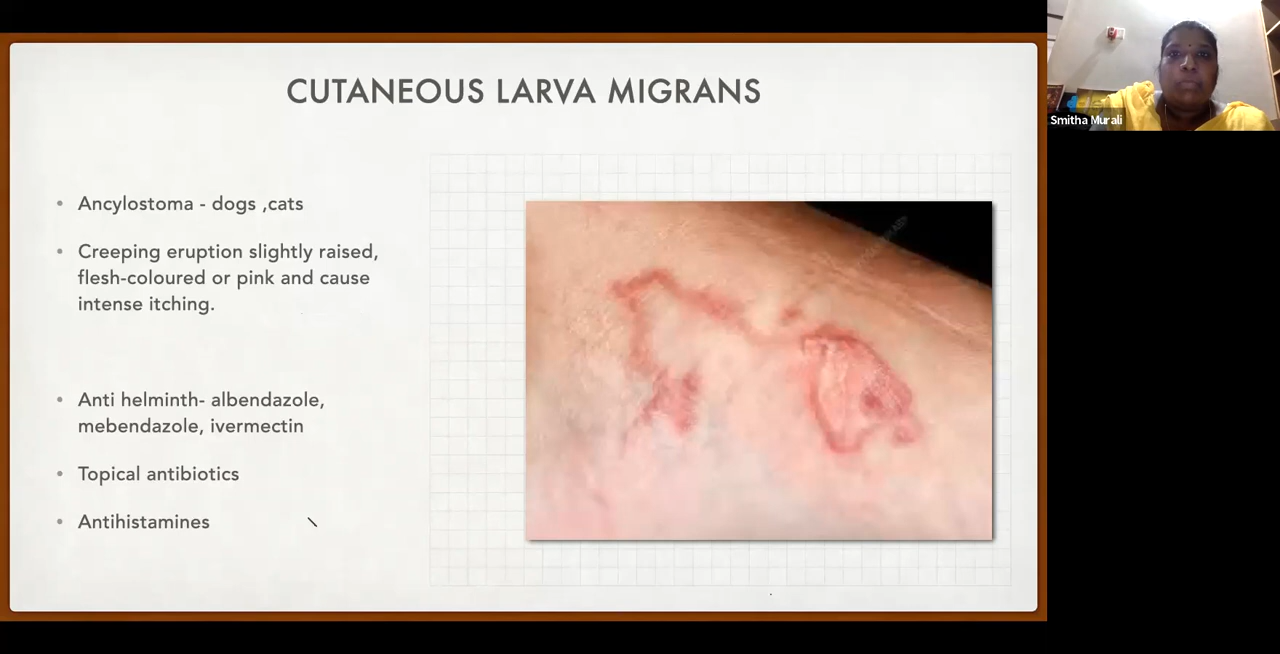 CUTANEOUS LARVA MIGRANS
Ancylostoma - dogs ,cats
Creeping eruption slightly raised,
flesh-coloured or pink and cause
intense itching.
Anti helminth- albendazole,
mebendazole, ivermectin
Topical antibiotics
Antihistamines
Smitha Murali